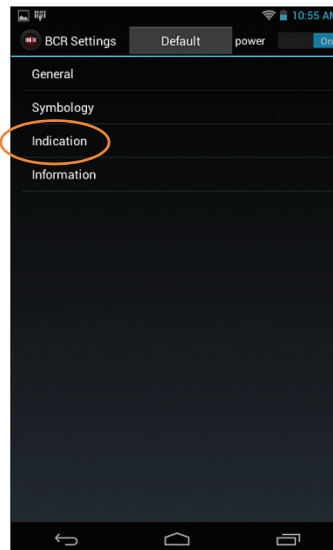 10:55 AM
BCR Settings Default power On
General
Symbology
Indication
Information